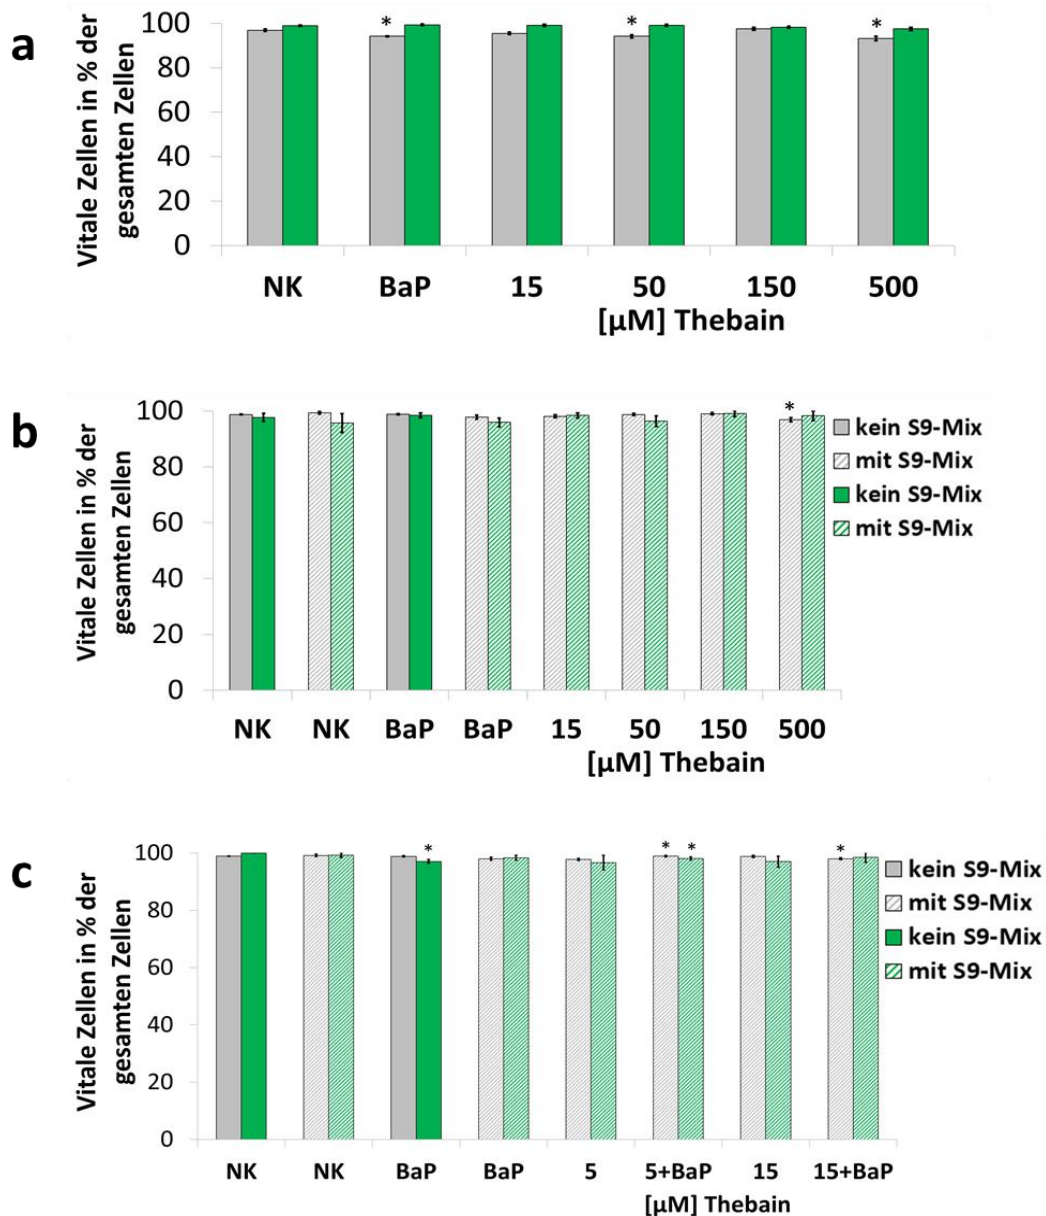 a
Vitale Zellen in % der
gesamten Zellen
100
80
60
40
20
0
* * *
NK BaP 15 50 150 500
[µM] Thebain
b
Vitale Zellen in % der
gesamten Zellen
100
80
60
40
20
0
*
NK NK BaP BaP 15 50 150 500
[µM] Thebain
kein S9-Mix
mit S9-Mix
kein S9-Mix
mit S9-Mix
c
Vitale Zellen in % der
gesamten Zellen
100
80
60
40
20
0
* * * *
NK NK BaP BaP 5 5+BaP 15 15+BaP
[µM] Thebain
kein S9-Mix
mit S9-Mix
kein S9-Mix
mit S9-Mix